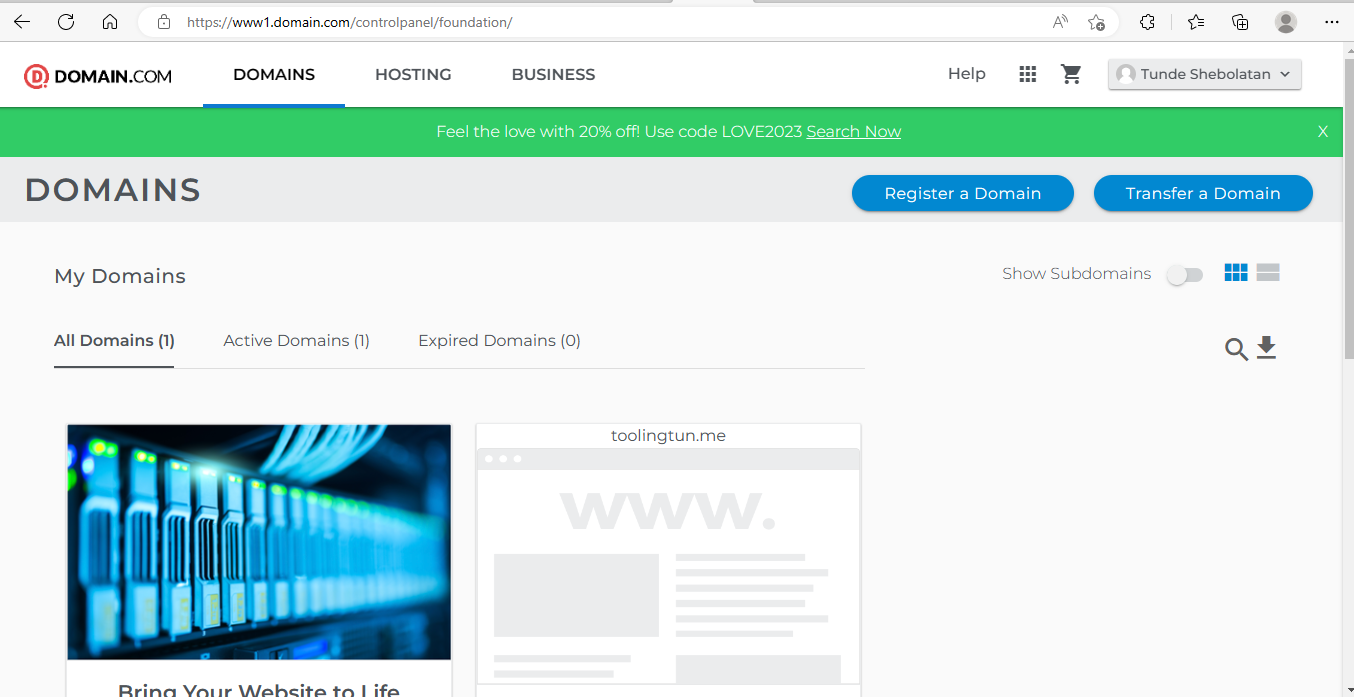 https://www1.domain.com/controlpanel/foundation/
DOMAIN.COM DOMAINS HOSTING BUSINESS Help Tunde Shebolatan
Feel the love with 20% off! Use code LOVE2023 Search Now X
DOMAINS Register a Domain Transfer a Domain
My Domains Show Subdomains
All Domains (1) Active Domains (1) Expired Domains (0)
toolingtun.me
www.
Bring Your Website to Life